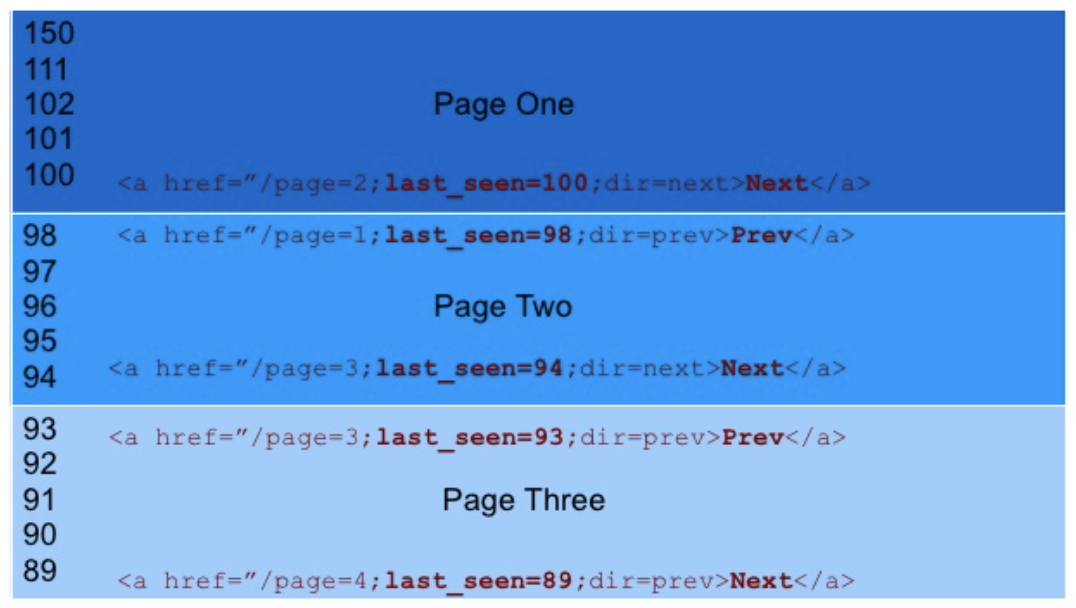 150
111
102
Page One
101
100 <a href=”/page=2;last_seen=100;dir=next>Next</a>
98 <a href=”/page=1;last_seen=98;dir=prev>Prev</a>
97
96
Page Two
95
94 <a href=”/page=3;last_seen=94;dir=next>Next</a>
93 <a href=”/page=3;last_seen=93;dir=prev>Prev</a>
92
91
Page Three
90
89 <a href=”/page=4;last_seen=89;dir=prev>Next</a>